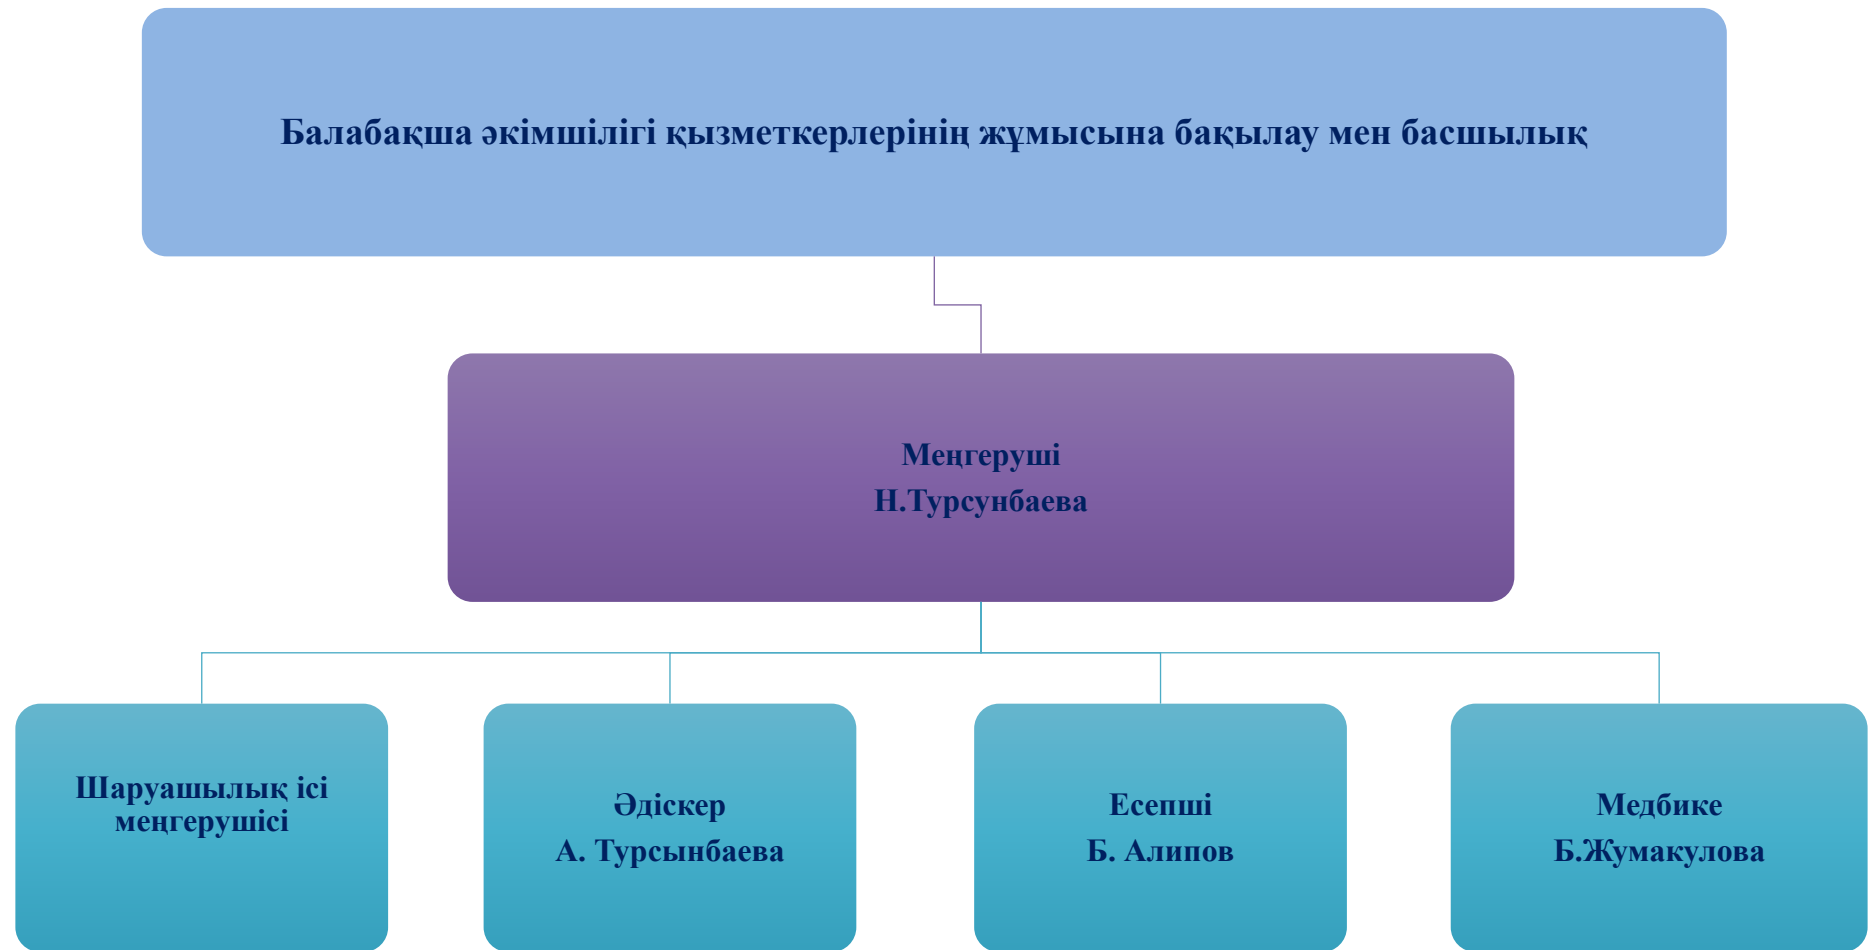 Балабақша әкімшілігі қызметкерлерінің жұмысына бақылау мен басшылық
Меңгеруші
Н.Турсунбаева
Шаруашылық ісі
меңгерушісі
Әдіскер
А. Турсынбаева
Есепші
Б. Алипов
Медбике
Б.Жумакулова